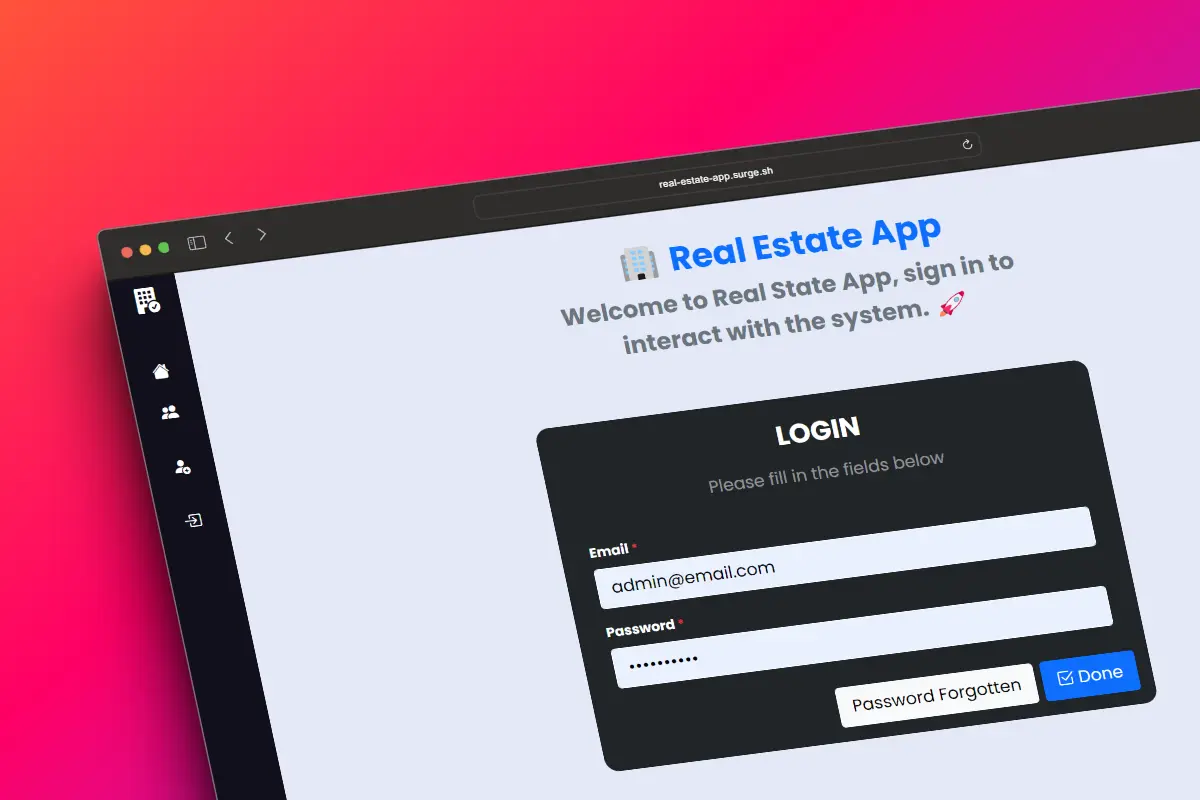 real-estate-app.surge.sh
Real Estate App
Welcome to Real State App, sign in to
interact with the system.
LOGIN
Please fill in the fields below
Email *
admin@email.com
Password *
••••••••••
Password Forgotten
Done